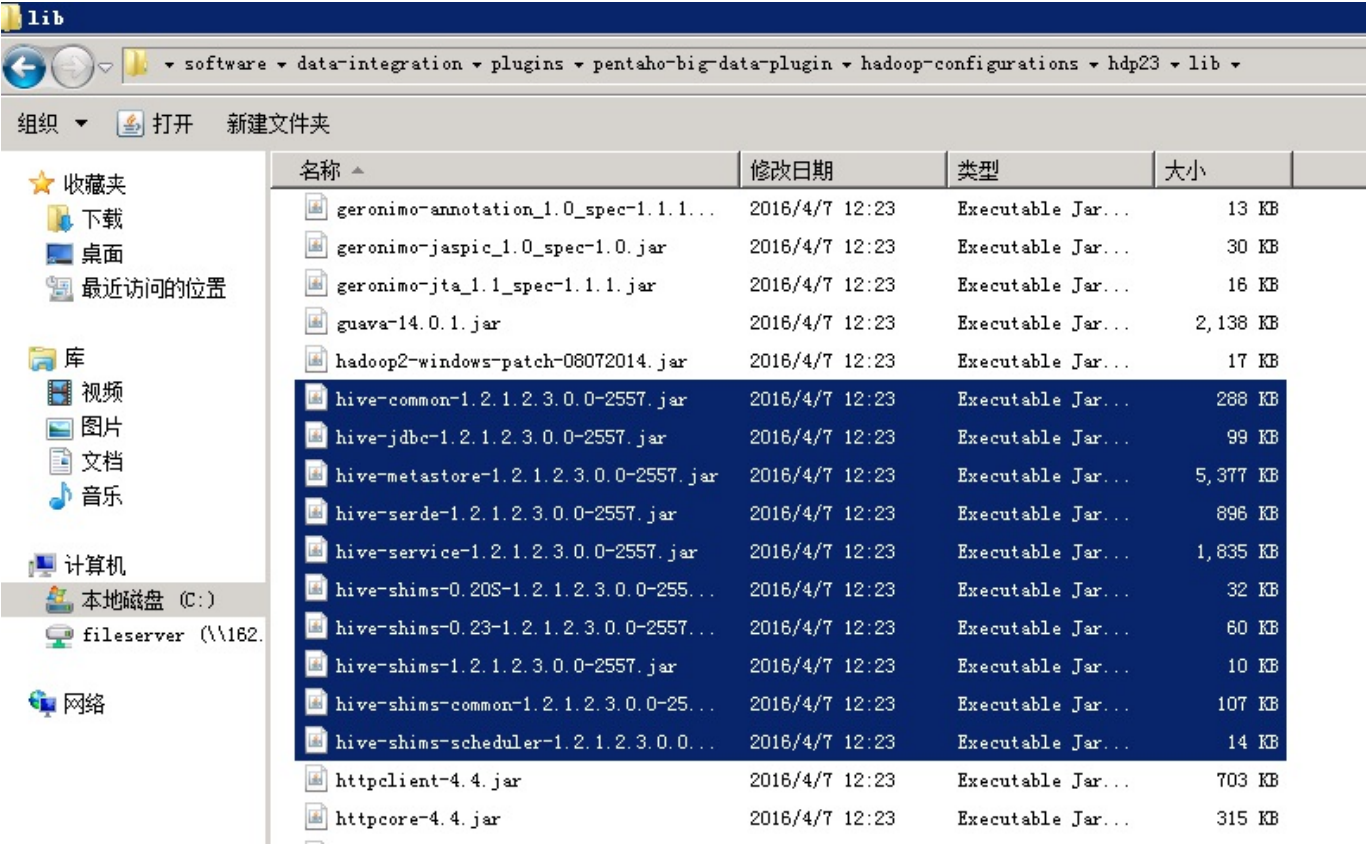 lib
software data-integration plugins pentaho-big-data-plugin hadoop-configurations hdp23 lib
组织 打开 新建文件夹
收藏夹
下载
桌面
最近访问的位置
库
视频
图片
文档
音乐
计算机
本地磁盘 (C:)
fileserver (\\162.
网络
名称 修改日期 类型 大小
geronimo-annotation_1.0_spec-1.1.1... 2016/4/7 12:23 Executable Jar... 13 KB
geronimo-jaspic_1.0_spec-1.0.jar 2016/4/7 12:23 Executable Jar... 30 KB
geronimo-jta_1.1_spec-1.1.1.jar 2016/4/7 12:23 Executable Jar... 16 KB
guava-14.0.1.jar 2016/4/7 12:23 Executable Jar... 2,138 KB
hadoop2-windows-patch-08072014.jar 2016/4/7 12:23 Executable Jar... 17 KB
hive-common-1.2.1.2.3.0.0-2557.jar 2016/4/7 12:23 Executable Jar... 288 KB
hive-jdbc-1.2.1.2.3.0.0-2557.jar 2016/4/7 12:23 Executable Jar... 99 KB
hive-metastore-1.2.1.2.3.0.0-2557.jar 2016/4/7 12:23 Executable Jar... 5,377 KB
hive-serde-1.2.1.2.3.0.0-2557.jar 2016/4/7 12:23 Executable Jar... 896 KB
hive-service-1.2.1.2.3.0.0-2557.jar 2016/4/7 12:23 Executable Jar... 1,835 KB
hive-shims-0.20S-1.2.1.2.3.0.0-255... 2016/4/7 12:23 Executable Jar... 32 KB
hive-shims-0.23-1.2.1.2.3.0.0-2557... 2016/4/7 12:23 Executable Jar... 60 KB
hive-shims-1.2.1.2.3.0.0-2557.jar 2016/4/7 12:23 Executable Jar... 10 KB
hive-shims-common-1.2.1.2.3.0.0-25... 2016/4/7 12:23 Executable Jar... 107 KB
hive-shims-scheduler-1.2.1.2.3.0.0... 2016/4/7 12:23 Executable Jar... 14 KB
httpclient-4.4.jar 2016/4/7 12:23 Executable Jar... 703 KB
httpcore-4.4.jar 2016/4/7 12:23 Executable Jar... 315 KB